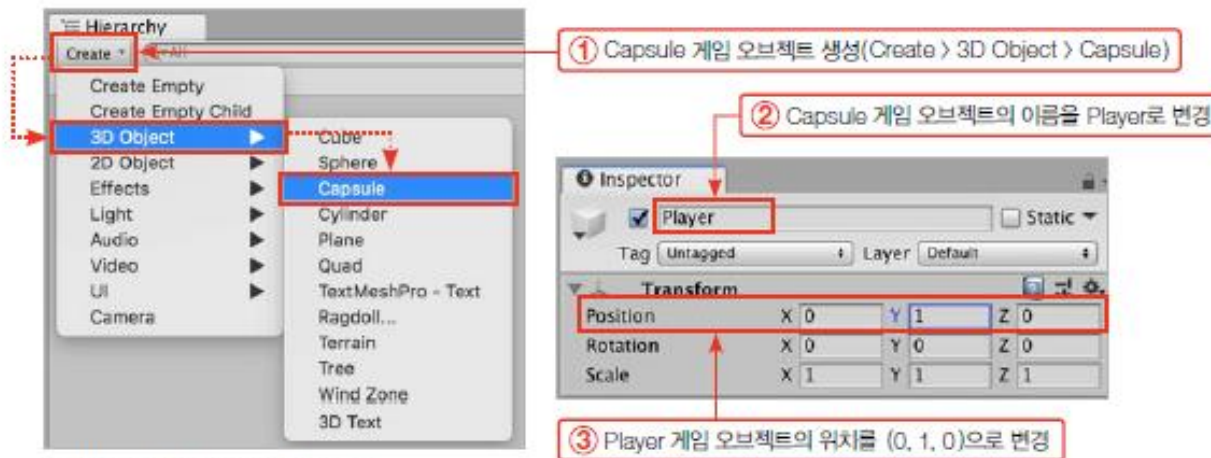 Hierarchy
Create
① Capsule 게임 오브젝트 생성(Create > 3D Object > Capsule)
Create Empty
Create Empty Child
3D Object
2D Object
Effects
Light
Audio
Video
UI
Camera
Cube
Sphere
Capsule
Cylinder
Plane
Quad
TextMeshPro - Text
Ragdoll...
Terrain
Tree
Wind Zone
3D Text
② Capsule 게임 오브젝트의 이름을 Player로 변경
Inspector
Player Static
Tag Untagged Layer Default
Transform
Position X 0 Y 1 Z 0
Rotation X 0 Y 0 Z 0
Scale X 1 Y 1 Z 1
③ Player 게임 오브젝트의 위치를 (0, 1, 0)으로 변경